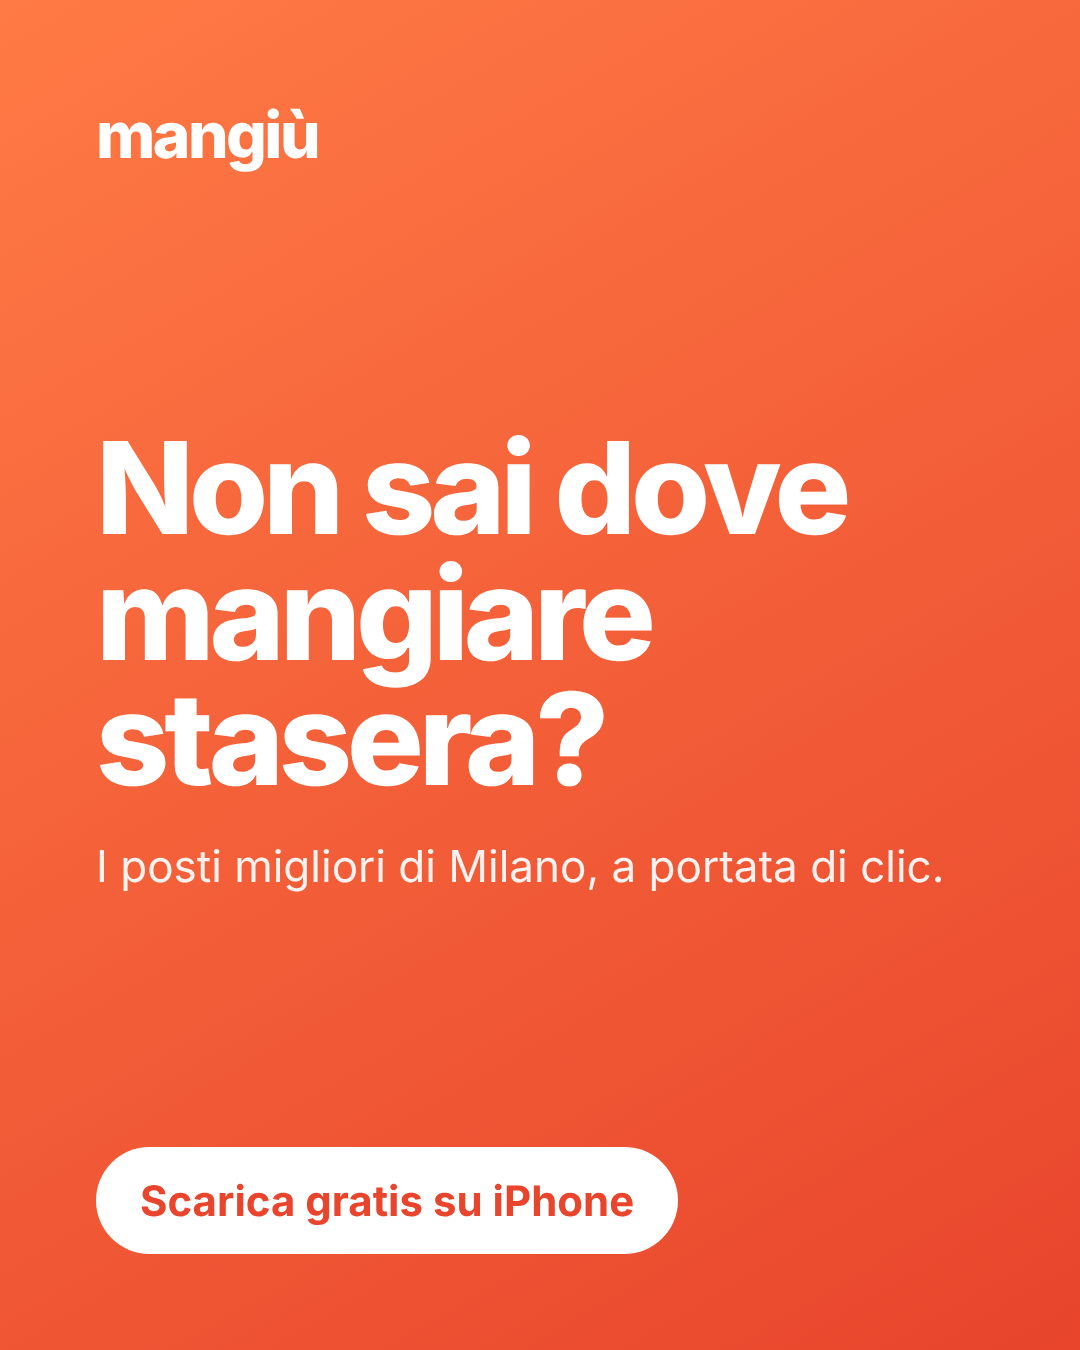 mangiù
Non sai dove
mangiare
stasera?
I posti migliori di Milano, a portata di clic.
Scarica gratis su iPhone